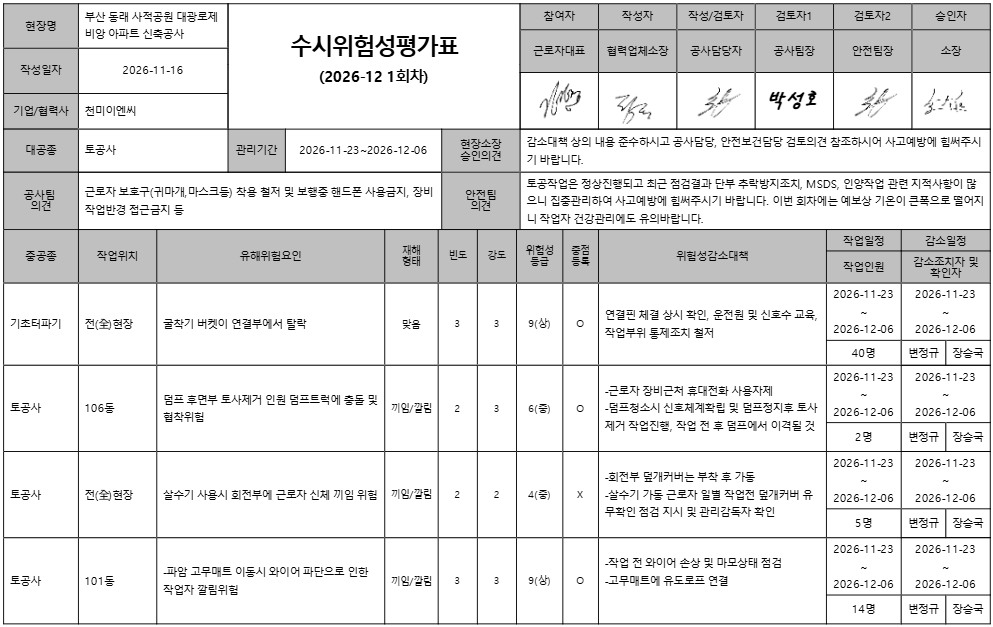 현장명
부산 동래 사적공원 대광로제
비앙 아파트 신축공사
작성일자
2026-11-16
기업/협력사
천미이엔씨
수시위험성평가표
(2026-12 1회차)
참여자 작성자 작성/검토자 검토자1 검토자2 승인자
근로자대표 협력업체소장 공사담당자 공사팀장 안전팀장 소장
박성호
대공종 토공사 관리기간 2026-11-23~2026-12-06
현장소장
승인의견
감소대책 상의 내용 준수하시고 공사담당, 안전보건담당 검토의견 참조하시어 사고예방에 힘써주시
기 바랍니다.
공사팀
의견
근로자 보호구(귀마개,마스크등) 착용 철저 및 보행중 핸드폰 사용금지, 장비
작업반경 접근금지 등
안전팀
의견
토공작업은 정상진행되고 최근 점검결과 단부 추락방지조치, MSDS, 인양작업 관련 지적사항이 많
으니 집중관리하여 사고예방에 힘써주시기 바랍니다. 이번 회차에는 예보상 기온이 큰폭으로 떨어지
니 작업자 건강관리에도 유의바랍니다.
중공종 작업위치 유해위험요인
재해
형태
빈도 강도
위험성
등급
중점
등록
위험성감소대책
작업일정
작업인원
감소일정
감소조치자 및
확인자
기초터파기 전(全)현장 굴착기 버켓이 연결부에서 탈락 맞음 3 3 9(상) O
연결핀 체결 상시 확인, 운전원 및 신호수 교육,
작업부위 통제조치 철저
2026-11-23
~
2026-12-06
40명
2026-11-23
~
2026-12-06
변정규 장승국
토공사 106동
덤프 후면부 토사제거 인원 덤프트럭에 충돌 및
협착위험
끼임/깔림 2 3 6(중) O
-근로자 장비근처 휴대전화 사용자제
-덤프청소시 신호체계확립 및 덤프정지후 토사
제거 작업진행, 작업 전 후 덤프에서 이격될 것
2026-11-23
~
2026-12-06
2명
2026-11-23
~
2026-12-06
변정규 장승국
토공사 전(全)현장 살수기 사용시 회전부에 근로자 신체 끼임 위험 끼임/깔림 2 2 4(중) X
-회전부 덮개커버는 부착 후 가동
-살수기 가동 근로자 일별 작업전 덮개커버 유
무확인 점검 지시 및 관리감독자 확인
2026-11-23
~
2026-12-06
5명
2026-11-23
~
2026-12-06
변정규 장승국
토공사 101동
-파암 고무매트 이동시 와이어 파단으로 인한
작업자 깔림위험
끼임/깔림 3 3 9(상) O
-작업 전 와이어 손상 및 마모상태 점검
-고무매트에 유도로프 연결
2026-11-23
~
2026-12-06
14명
2026-11-23
~
2026-12-06
변정규 장승국